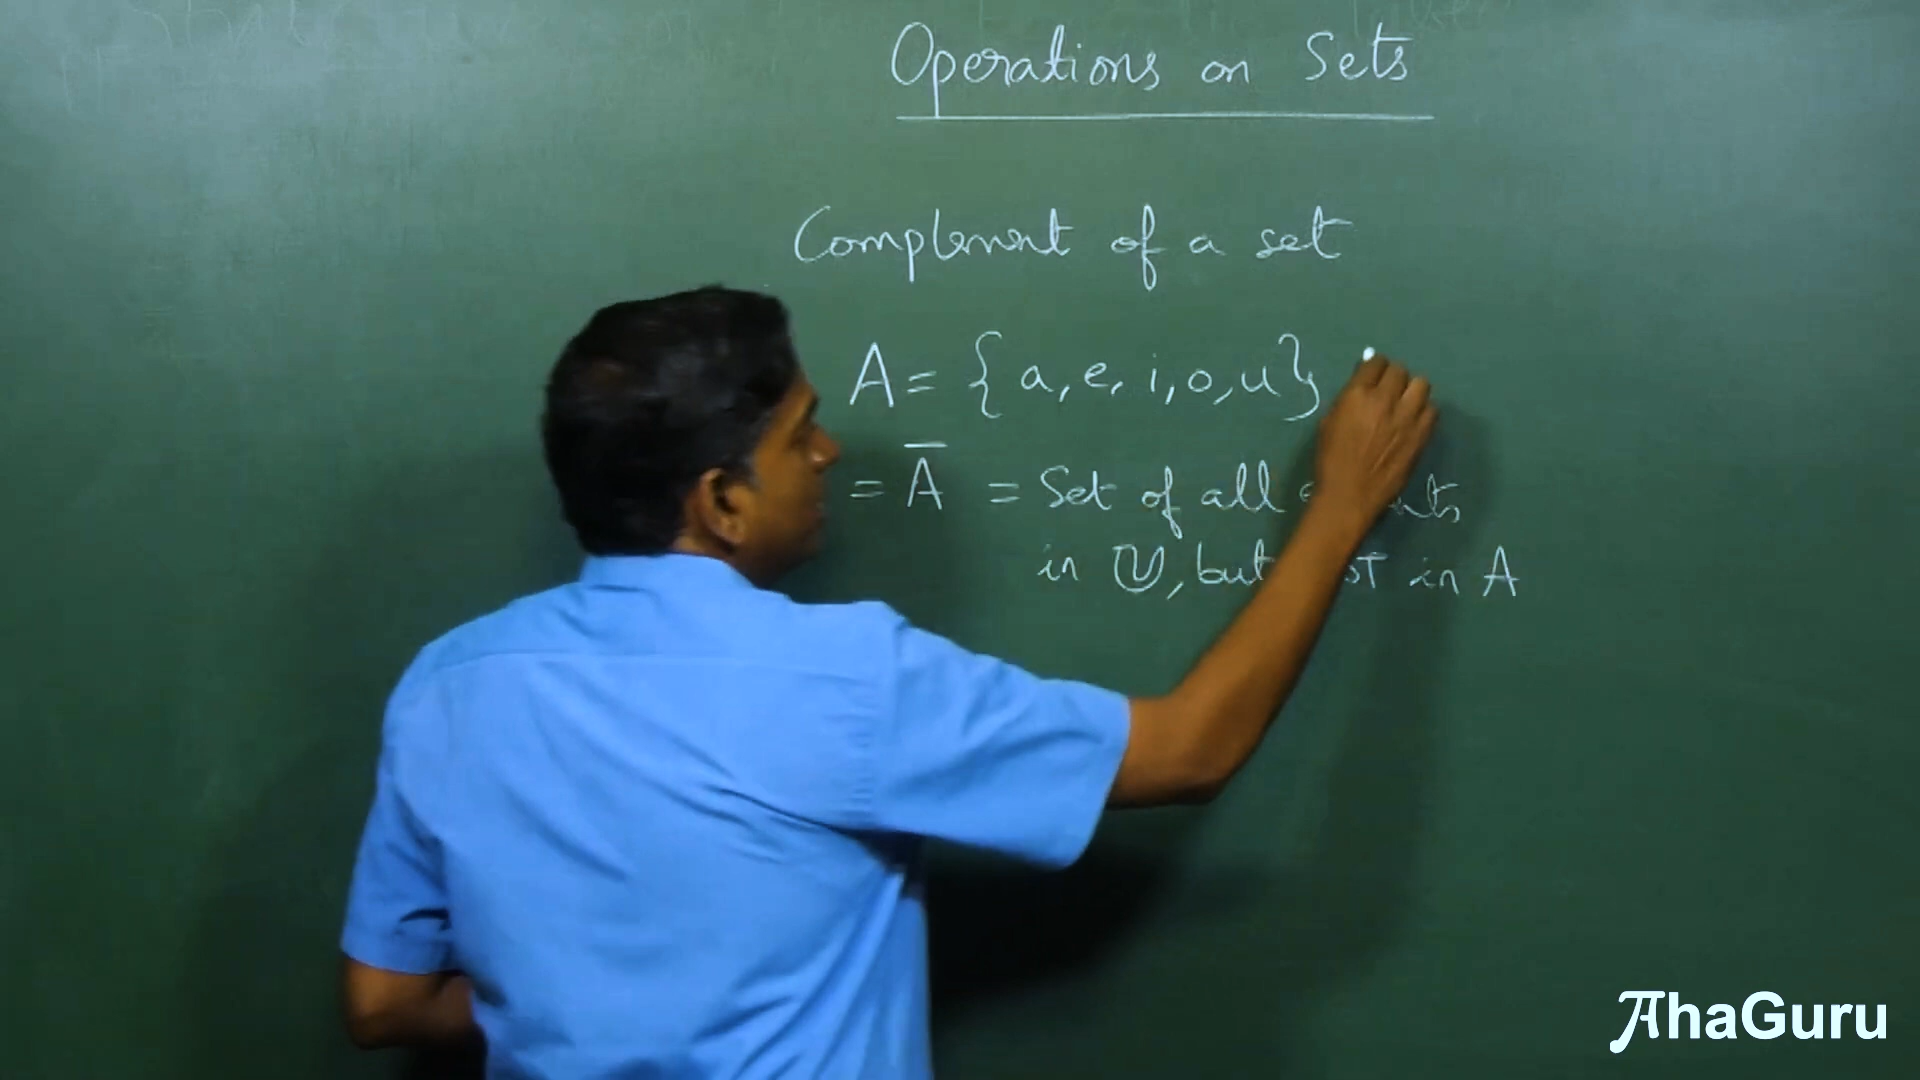 Operations on Sets
Complement of a set
A = {a, e, i, o, u}
= A̅ = Set of all
in U, but in A
AhaGuru